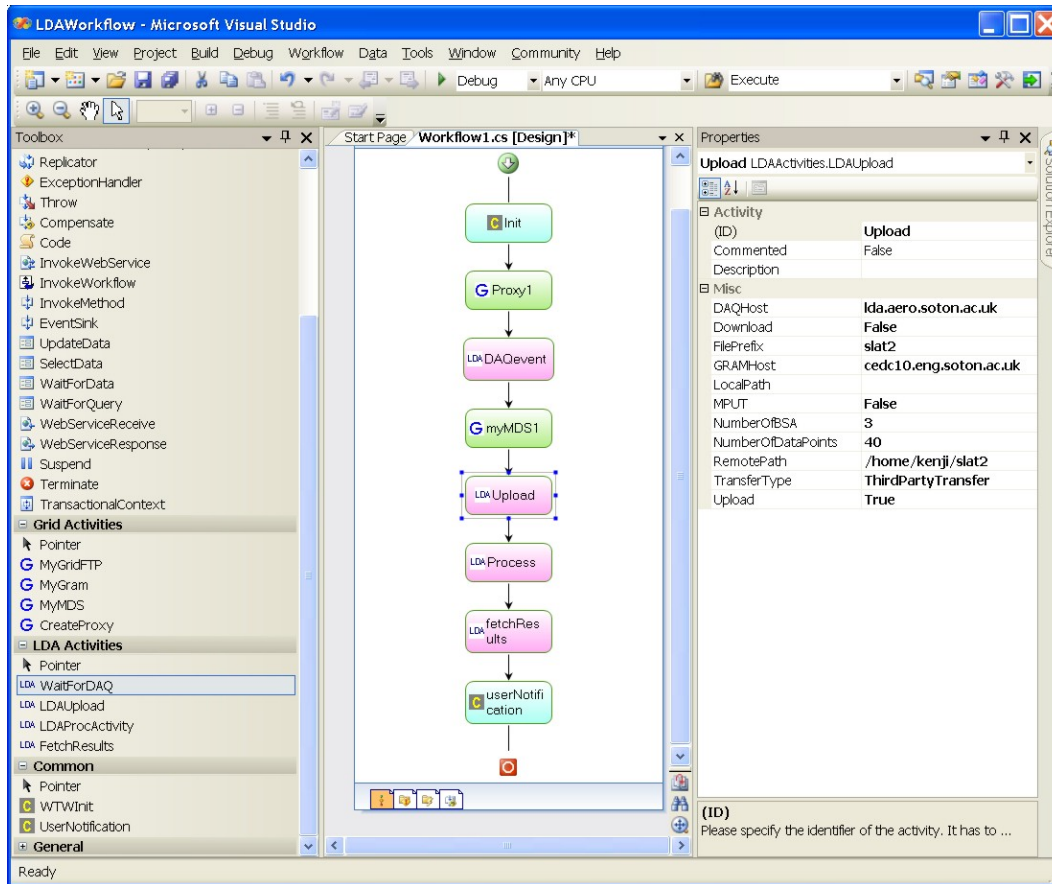 LDAWorkflow - Microsoft Visual Studio
File Edit View Project Build Debug Workflow Data Tools Window Community Help
Debug Any CPU Execute
Toolbox
Replicator
ExceptionHandler
Throw
Compensate
Code
InvokeWebService
InvokeWorkflow
InvokeMethod
EventSink
UpdateData
SelectData
WaitForData
WaitForQuery
WebServiceReceive
WebServiceResponse
Suspend
Terminate
TransactionalContext
Grid Activities
Pointer
G MyGridFTP
G MyGram
G MyMDS
G CreateProxy
LDA Activities
Pointer
LDA WaitForDAQ
LDA LDAUpload
LDA LDAProcActivity
LDA FetchResults
Common
Pointer
C WTWInit
C UserNotification
General
Start Page Workflow1.cs [Design]*
C Init
G Proxy1
LDA DAQevent
G myMDS1
LDA Upload
LDA Process
LDA fetchRes
ults
C userNotifi
cation
Properties
Upload LDAActivities.LDAUpload
Activity
(ID) Upload
Commented False
Description
Misc
DAQHost lda.aero.soton.ac.uk
Download False
FilePrefix slat2
GRAMHost cedc10.eng.soton.ac.uk
LocalPath
MPUT False
NumberOfBSA 3
NumberOfDataPoints 40
RemotePath /home/kenji/slat2
TransferType ThirdPartyTransfer
Upload True
(ID)
Please specify the identifier of the activity. It has to ...
Solution Explorer
Ready